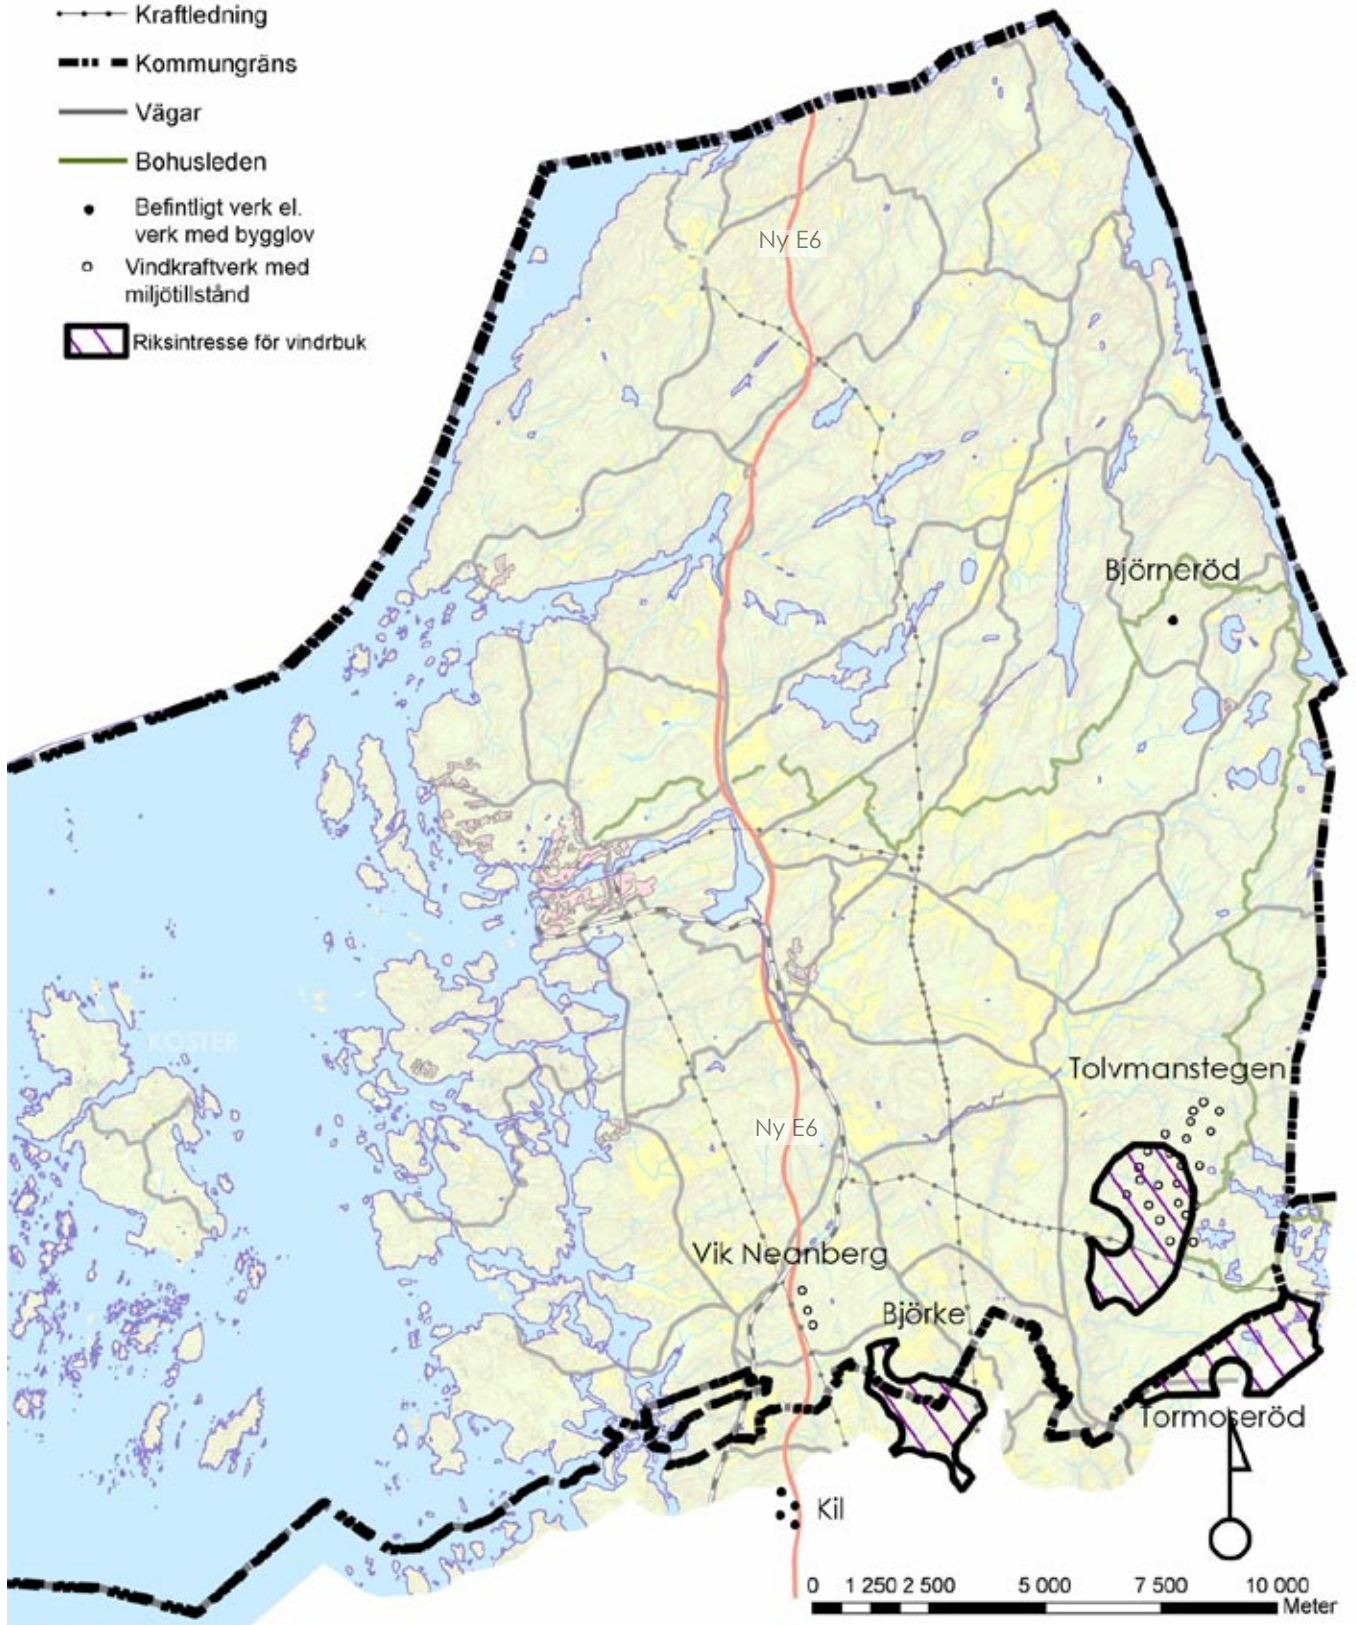 Kraftledning
Kommungräns
Vägar
Bohusleden
Befintligt verk el.
verk med bygglov
Vindkraftverk med
miljötillstånd
Riksintresse för vindrbuk
Ny E6
Björneröd
KOSTER
Tolvmanstegen
Ny E6
Vik Neanberg
Björke
Tormoseröd
Kil
0 1 250 2 500 5 000 7 500 10 000
Meter